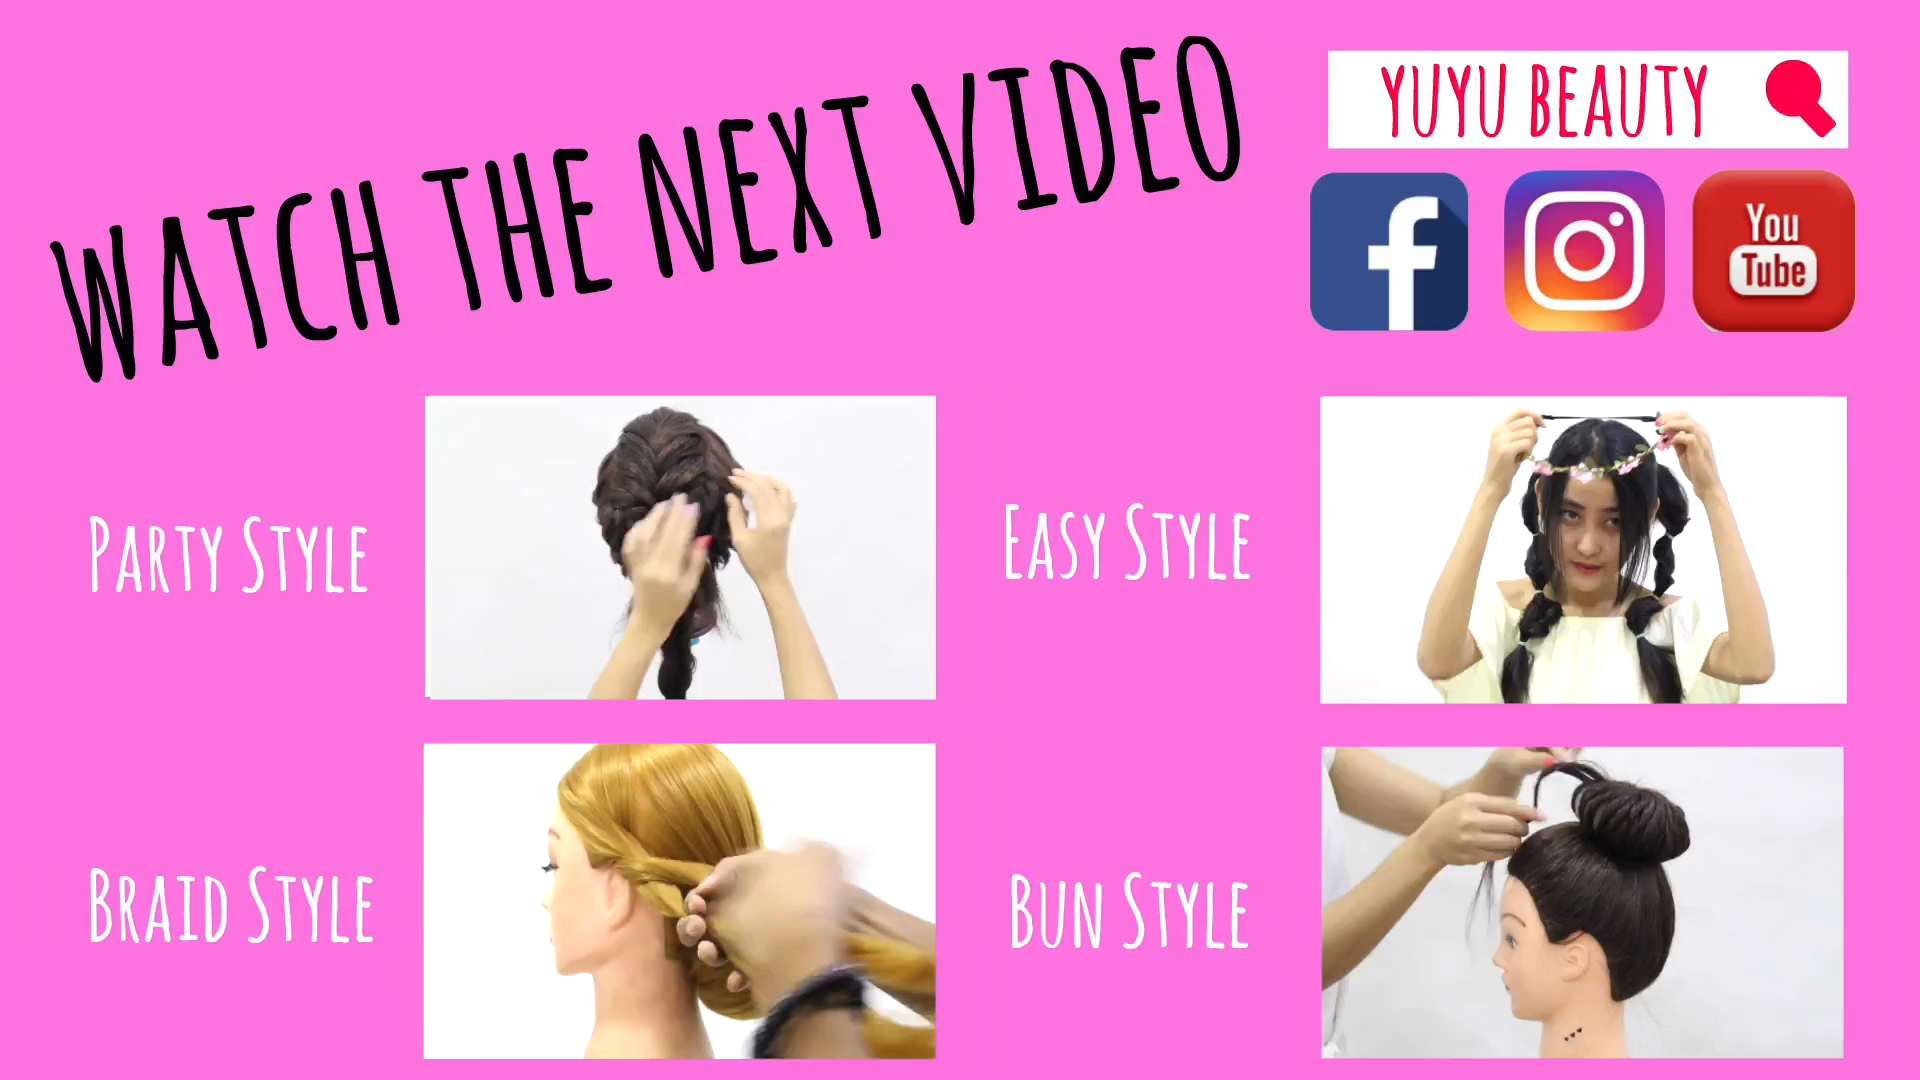 WATCH THE NEXT VIDEO
YUYU BEAUTY
You
Tube
PARTY STYLE
EASY STYLE
BRAID STYLE
BUN STYLE